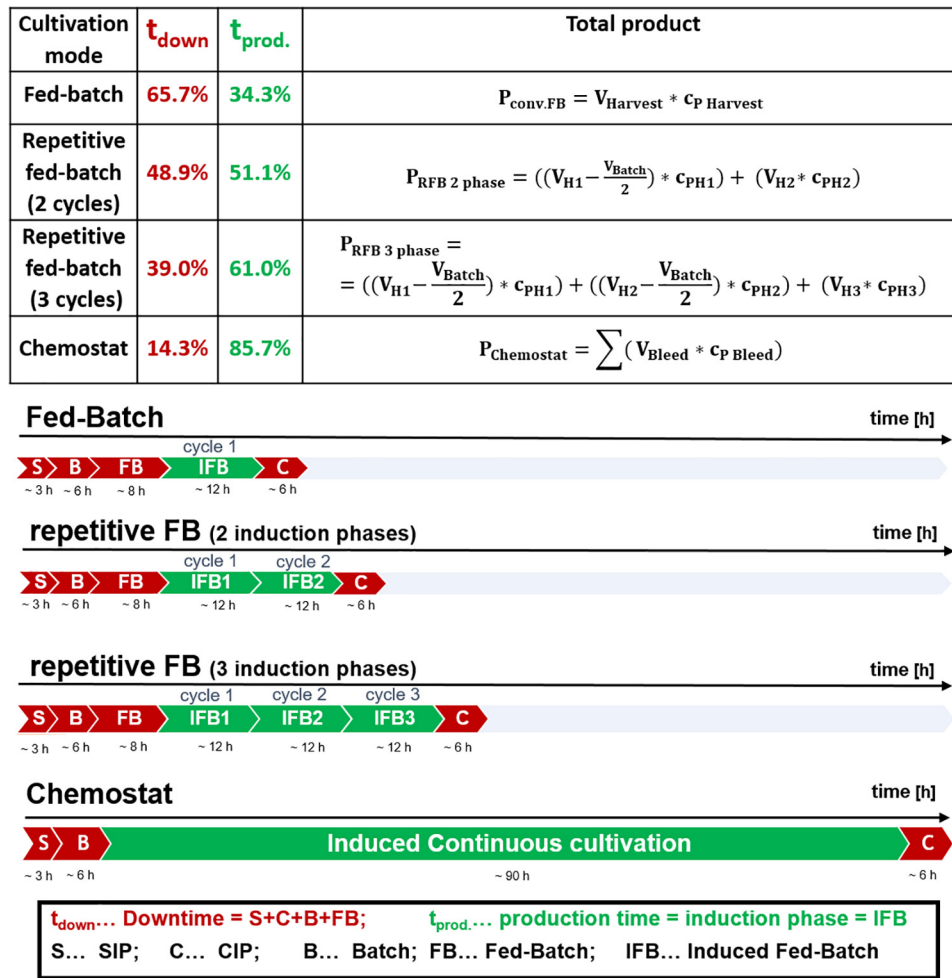 Cultivation mode t_down t_prod. Total product
Fed-batch 65.7% 34.3% P_conv.FB = V_Harvest * c_P Harvest
Repetitive fed-batch (2 cycles) 48.9% 51.1% P_RFB 2 phase = ((V_H1 − V_Batch/2) * c_PH1) + (V_H2 * c_PH2)
Repetitive fed-batch (3 cycles) 39.0% 61.0% P_RFB 3 phase =
= ((V_H1 − V_Batch/2) * c_PH1) + ((V_H2 − V_Batch/2) * c_PH2) + (V_H3 * c_PH3)
Chemostat 14.3% 85.7% P_Chemostat = ∑(V_Bleed * c_P Bleed)
Fed-Batch time [h]
cycle 1
S B FB IFB C
~ 3 h ~ 6 h ~ 8 h ~ 12 h ~ 6 h
repetitive FB (2 induction phases) time [h]
cycle 1 cycle 2
S B FB IFB1 IFB2 C
~ 3 h ~ 6 h ~ 8 h ~ 12 h ~ 12 h ~ 6 h
repetitive FB (3 induction phases) time [h]
cycle 1 cycle 2 cycle 3
S B FB IFB1 IFB2 IFB3 C
~ 3 h ~ 6 h ~ 8 h ~ 12 h ~ 12 h ~ 12 h ~ 6 h
Chemostat time [h]
S B Induced Continuous cultivation C
~ 3 h ~ 6 h ~ 90 h ~ 6 h
t_down... Downtime = S+C+B+FB; t_prod.... production time = induction phase = IFB
S... SIP; C... CIP; B... Batch; FB... Fed-Batch; IFB... Induced Fed-Batch